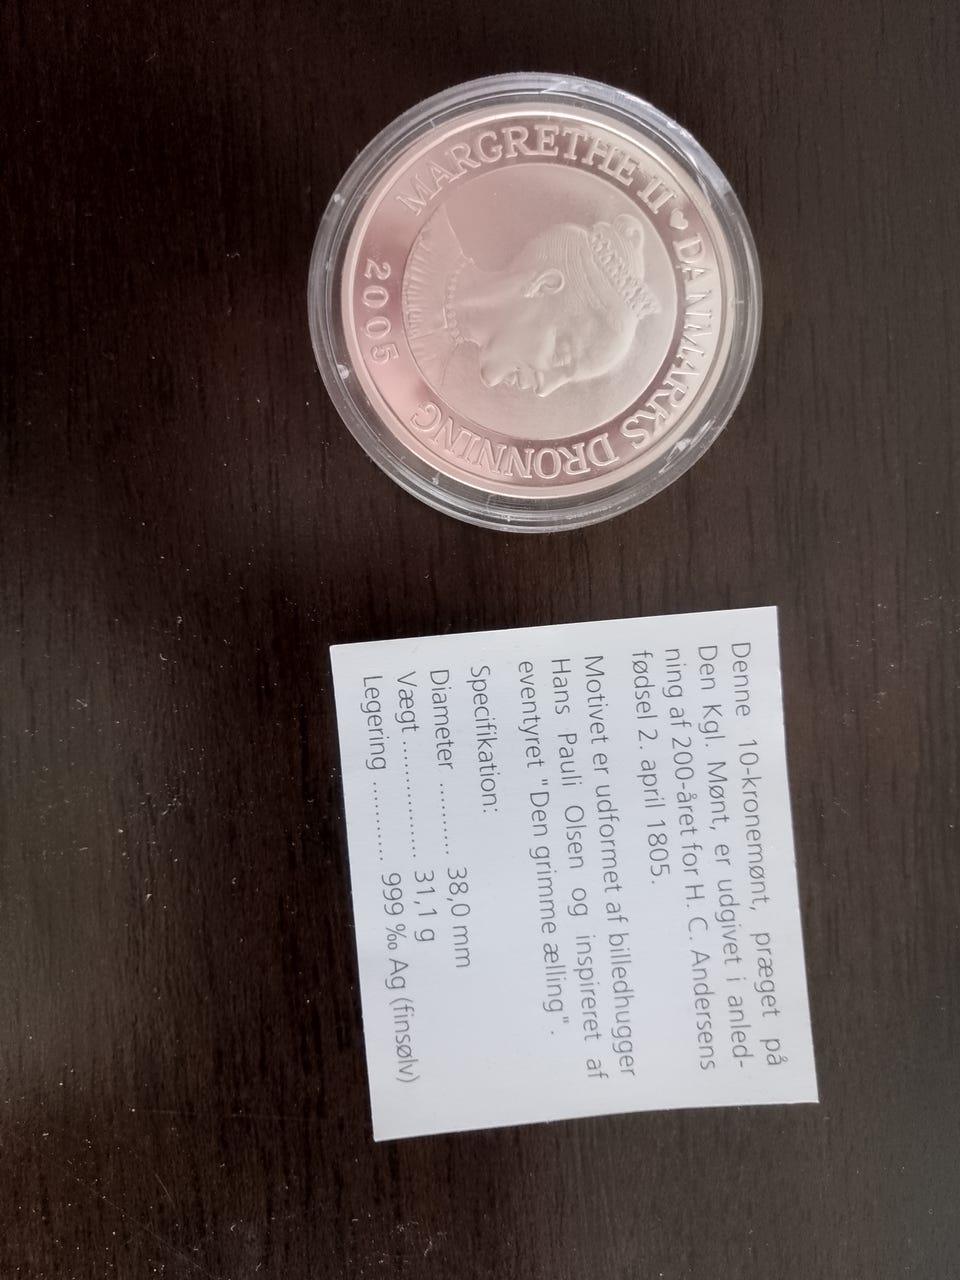 MARGRETHE II ♥ DANMARKS DRONNING
2005
Denne 10-kronemønt, præget på
Den Kgl. Mønt, er udgivet i anled-
ning af 200-året for H. C. Andersens
fødsel 2. april 1805.
Motivet er udformet af billedhugger
Hans Pauli Olsen og inspireret af
eventyret "Den grimme ælling".
Specifikation:
Diameter .......... 38,0 mm
Vægt ............... 31,1 g
Legering .......... 999 ‰ Ag (finsølv)